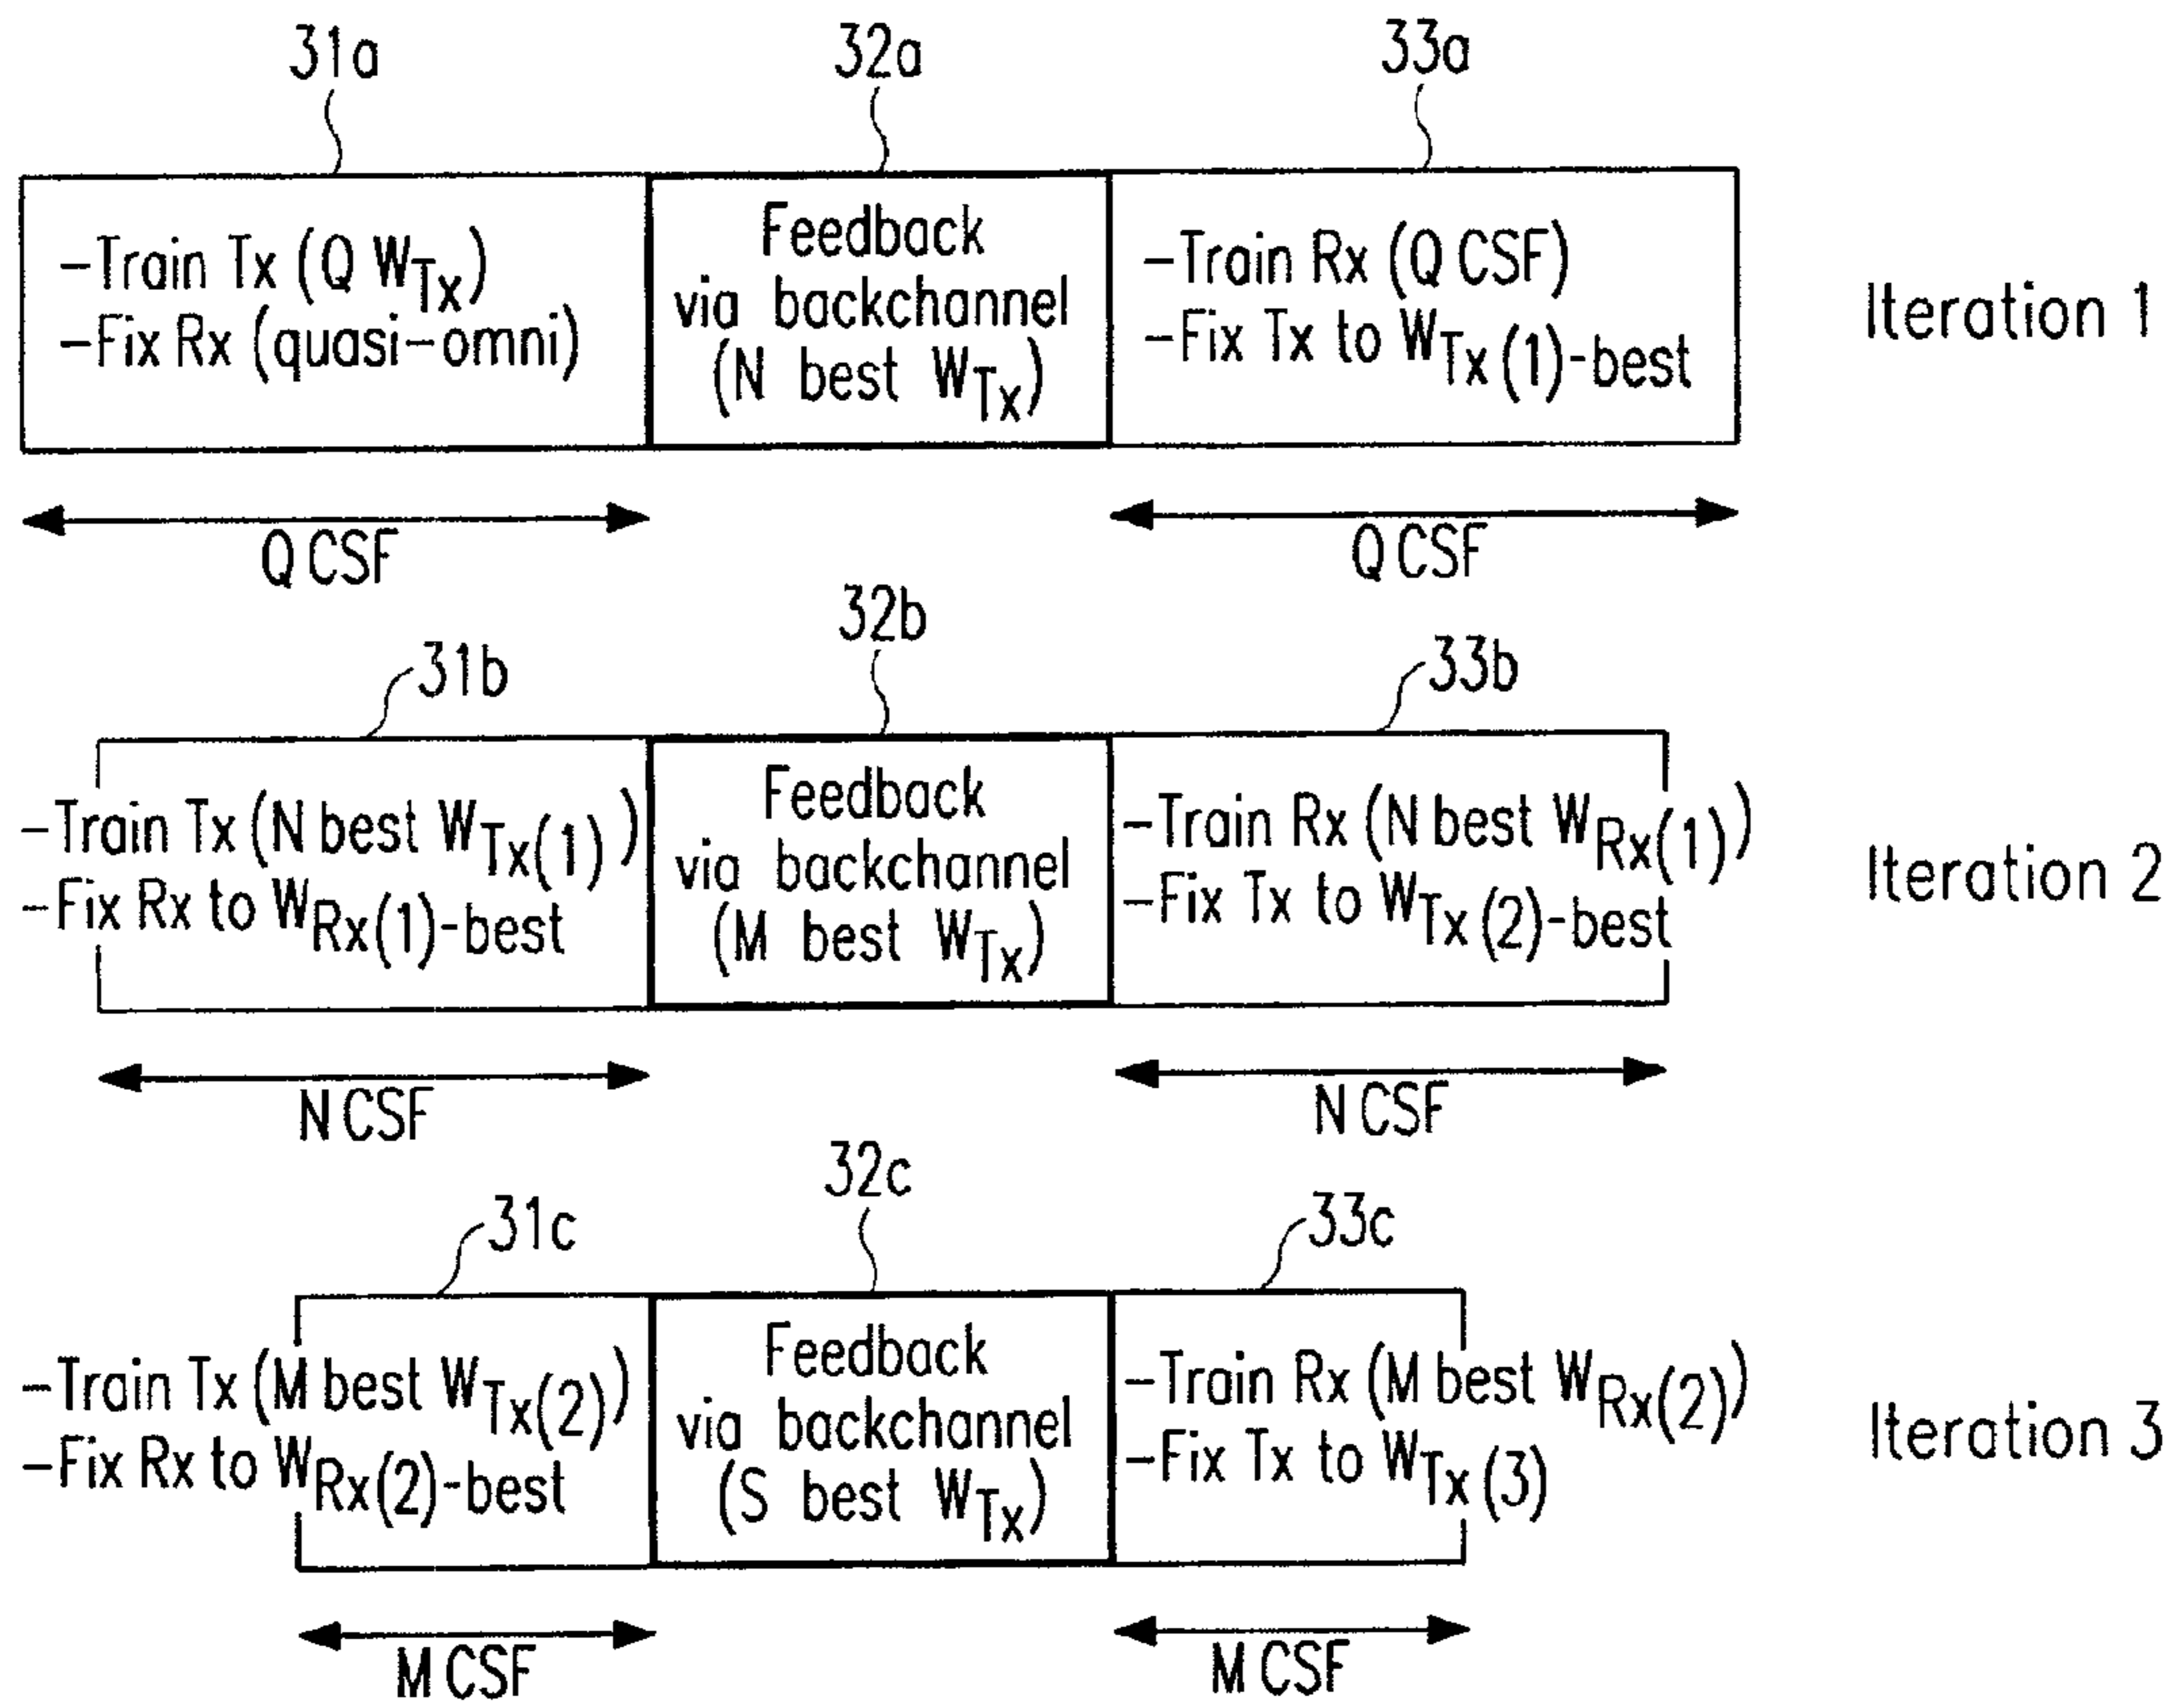 31a
32a
33a
-Train Tx (Q WTx)
-Fix Rx (quasi-omni)
Feedback
via backchannel
(N best WTx)
-Train Rx (Q CSF)
-Fix Tx to WTx(1)-best
Iteration 1
Q CSF
Q CSF
31b
32b
33b
-Train Tx (N best WTx(1))
-Fix Rx to WRx(1)-best
Feedback
via backchannel
(M best WTx)
-Train Rx (N best WRx(1))
-Fix Tx to WTx(2)-best
Iteration 2
N CSF
N CSF
31c
32c
33c
-Train Tx (M best WTx(2))
-Fix Rx to WRx(2)-best
Feedback
via backchannel
(S best WTx)
-Train Rx (M best WRx(2))
-Fix Tx to WTx(3)
Iteration 3
M CSF
M CSF